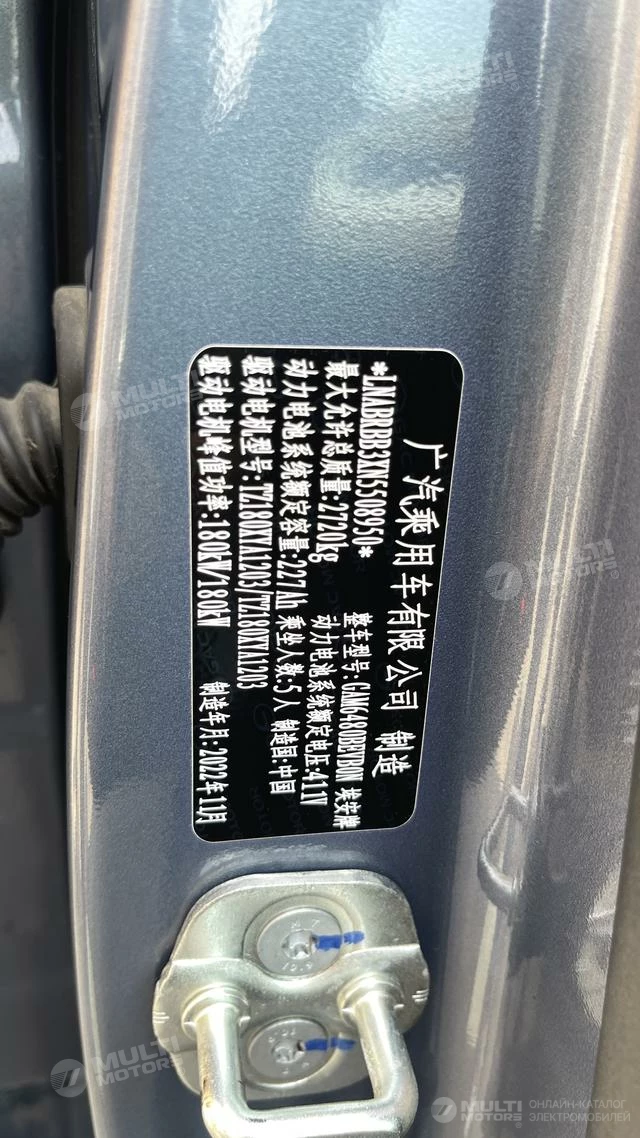 广汽乘用车有限公司 制造
*LNABRBB3XN5508950* 整车型号:GAM6480BEVB0N 埃安牌
最大允许总质量:2720kg 动力电池系统额定电压:411V
动力电池系统额定容量:227Ah 乘坐人数:5人 制造国:中国
驱动电机型号:TZ180XYA1203/TZ180XYA1203
驱动电机峰值功率:180kW/180kW 制造年月:2022年11月
10.9
MULTI MOTORS
MULTI MOTORS
MULTI MOTORS
MULTI MOTORS
MULTI MOTORS ОНЛАЙН-КАТАЛОГ ЭЛЕКТРОМОБИЛЕЙ